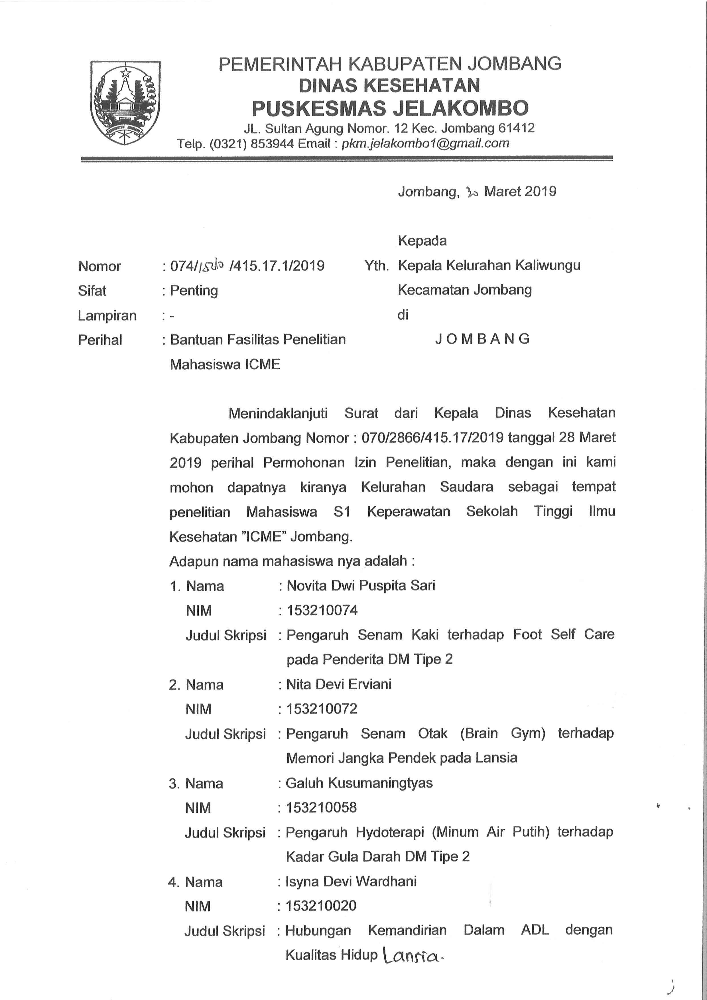 PEMERINTAH KABUPATEN JOMBANG
DINAS KESEHATAN
PUSKESMAS JELAKOMBO
JL. Sultan Agung Nomor. 12 Kec. Jombang 61412
Telp. (0321) 853944 Email : pkm.jelakombo1@gmail.com
KABUPATEN JOMBANG
Jombang, Maret 2019
Kepada
Nomor : 074/ /415.17.1/2019 Yth. Kepala Kelurahan Kaliwungu
Sifat : Penting Kecamatan Jombang
Lampiran : - di
Perihal : Bantuan Fasilitas Penelitian J O M B A N G
Mahasiswa ICME
Menindaklanjuti Surat dari Kepala Dinas Kesehatan
Kabupaten Jombang Nomor : 070/2866/415.17/2019 tanggal 28 Maret
2019 perihal Permohonan Izin Penelitian, maka dengan ini kami
mohon dapatnya kiranya Kelurahan Saudara sebagai tempat
penelitian Mahasiswa S1 Keperawatan Sekolah Tinggi Ilmu
Kesehatan ”ICME” Jombang.
Adapun nama mahasiswa nya adalah :
1. Nama : Novita Dwi Puspita Sari
NIM : 153210074
Judul Skripsi : Pengaruh Senam Kaki terhadap Foot Self Care
pada Penderita DM Tipe 2
2. Nama : Nita Devi Erviani
NIM : 153210072
Judul Skripsi : Pengaruh Senam Otak (Brain Gym) terhadap
Memori Jangka Pendek pada Lansia
3. Nama : Galuh Kusumaningtyas
NIM : 153210058
Judul Skripsi : Pengaruh Hydoterapi (Minum Air Putih) terhadap
Kadar Gula Darah DM Tipe 2
4. Nama : Isyna Devi Wardhani
NIM : 153210020
Judul Skripsi : Hubungan Kemandirian Dalam ADL dengan
Kualitas Hidup Lansia.